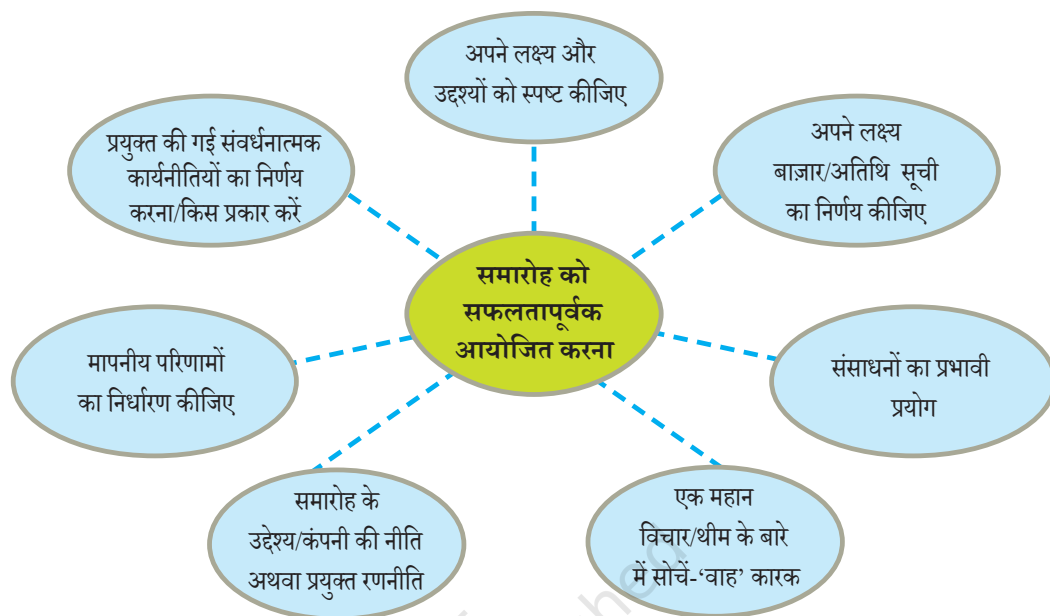 अपने लक्ष्य और
उद्दश्यों को स्पष्ट कीजिए
अपने लक्ष्य
बाज़ार/अतिथि सूची
का निर्णय कीजिए
संसाधनों का प्रभावी
प्रयोग
एक महान
विचार/थीम के बारे
में सोचें-‘वाह’ कारक
समारोह के
उद्देश्य/कंपनी की नीति
अथवा प्रयुक्त रणनीति
मापनीय परिणामों
का निर्धारण कीजिए
प्रयुक्त की गई संवर्धनात्मक
कार्यनीतियों का निर्णय
करना/किस प्रकार करें
समारोह को
सफलतापूर्वक
आयोजित करना